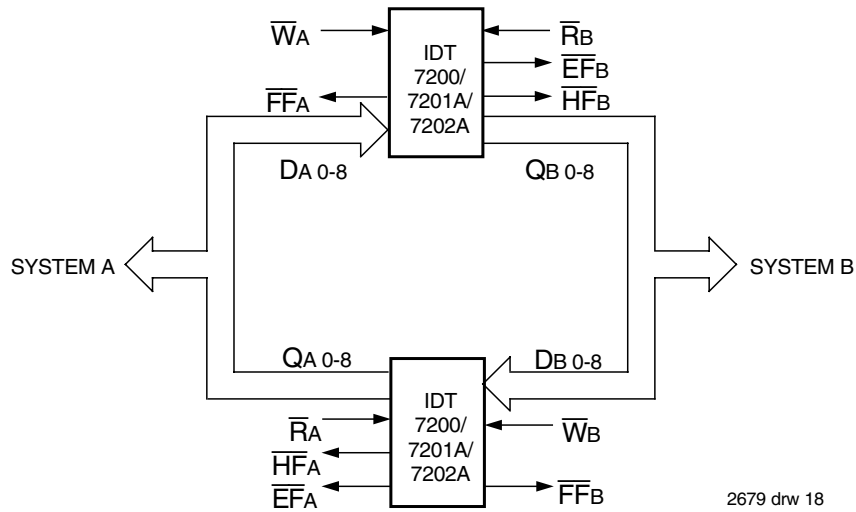 W̅A
IDT
7200/
7201A/
7202A
R̅B
E̅F̅B
F̅F̅A
H̅F̅B
DA 0-8
QB 0-8
SYSTEM A
SYSTEM B
QA 0-8
DB 0-8
IDT
7200/
7201A/
7202A
R̅A
W̅B
H̅F̅A
E̅F̅A
F̅F̅B
2679 drw 18